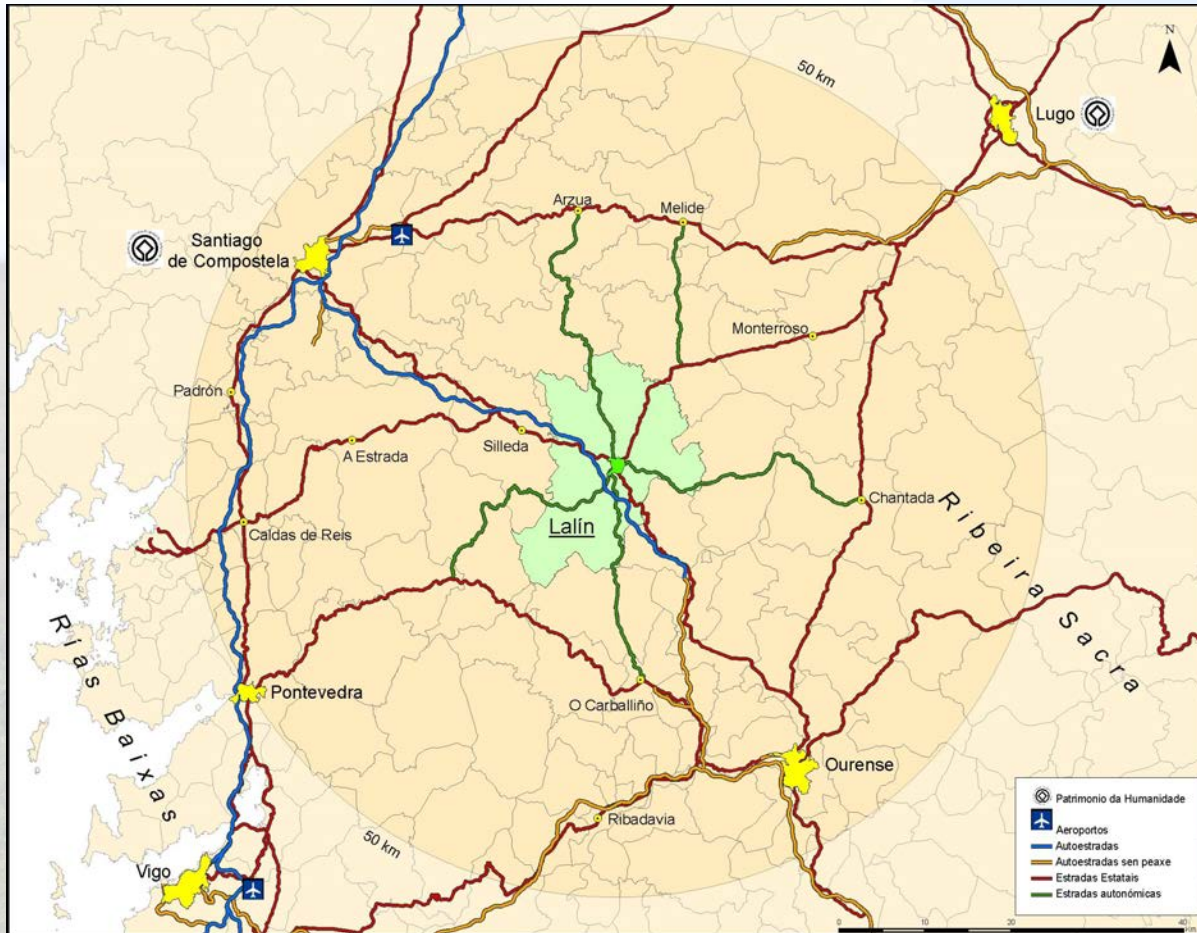 N
50 km
Lugo
Arzua
Melide
Santiago
de Compostela
Monterroso
Padrón
A Estrada
Silleda
Chantada
Lalín
Caldas de Reis
Ribeira Sacra
Rías Baixas
Pontevedra
O Carballiño
Ourense
Ribadavia
50 km
Vigo
Patrimonio da Humanidade
Aeroportos
Autoestradas
Autoestradas sen peaxe
Estradas Estatais
Estradas autonómicas
0 10 20 40